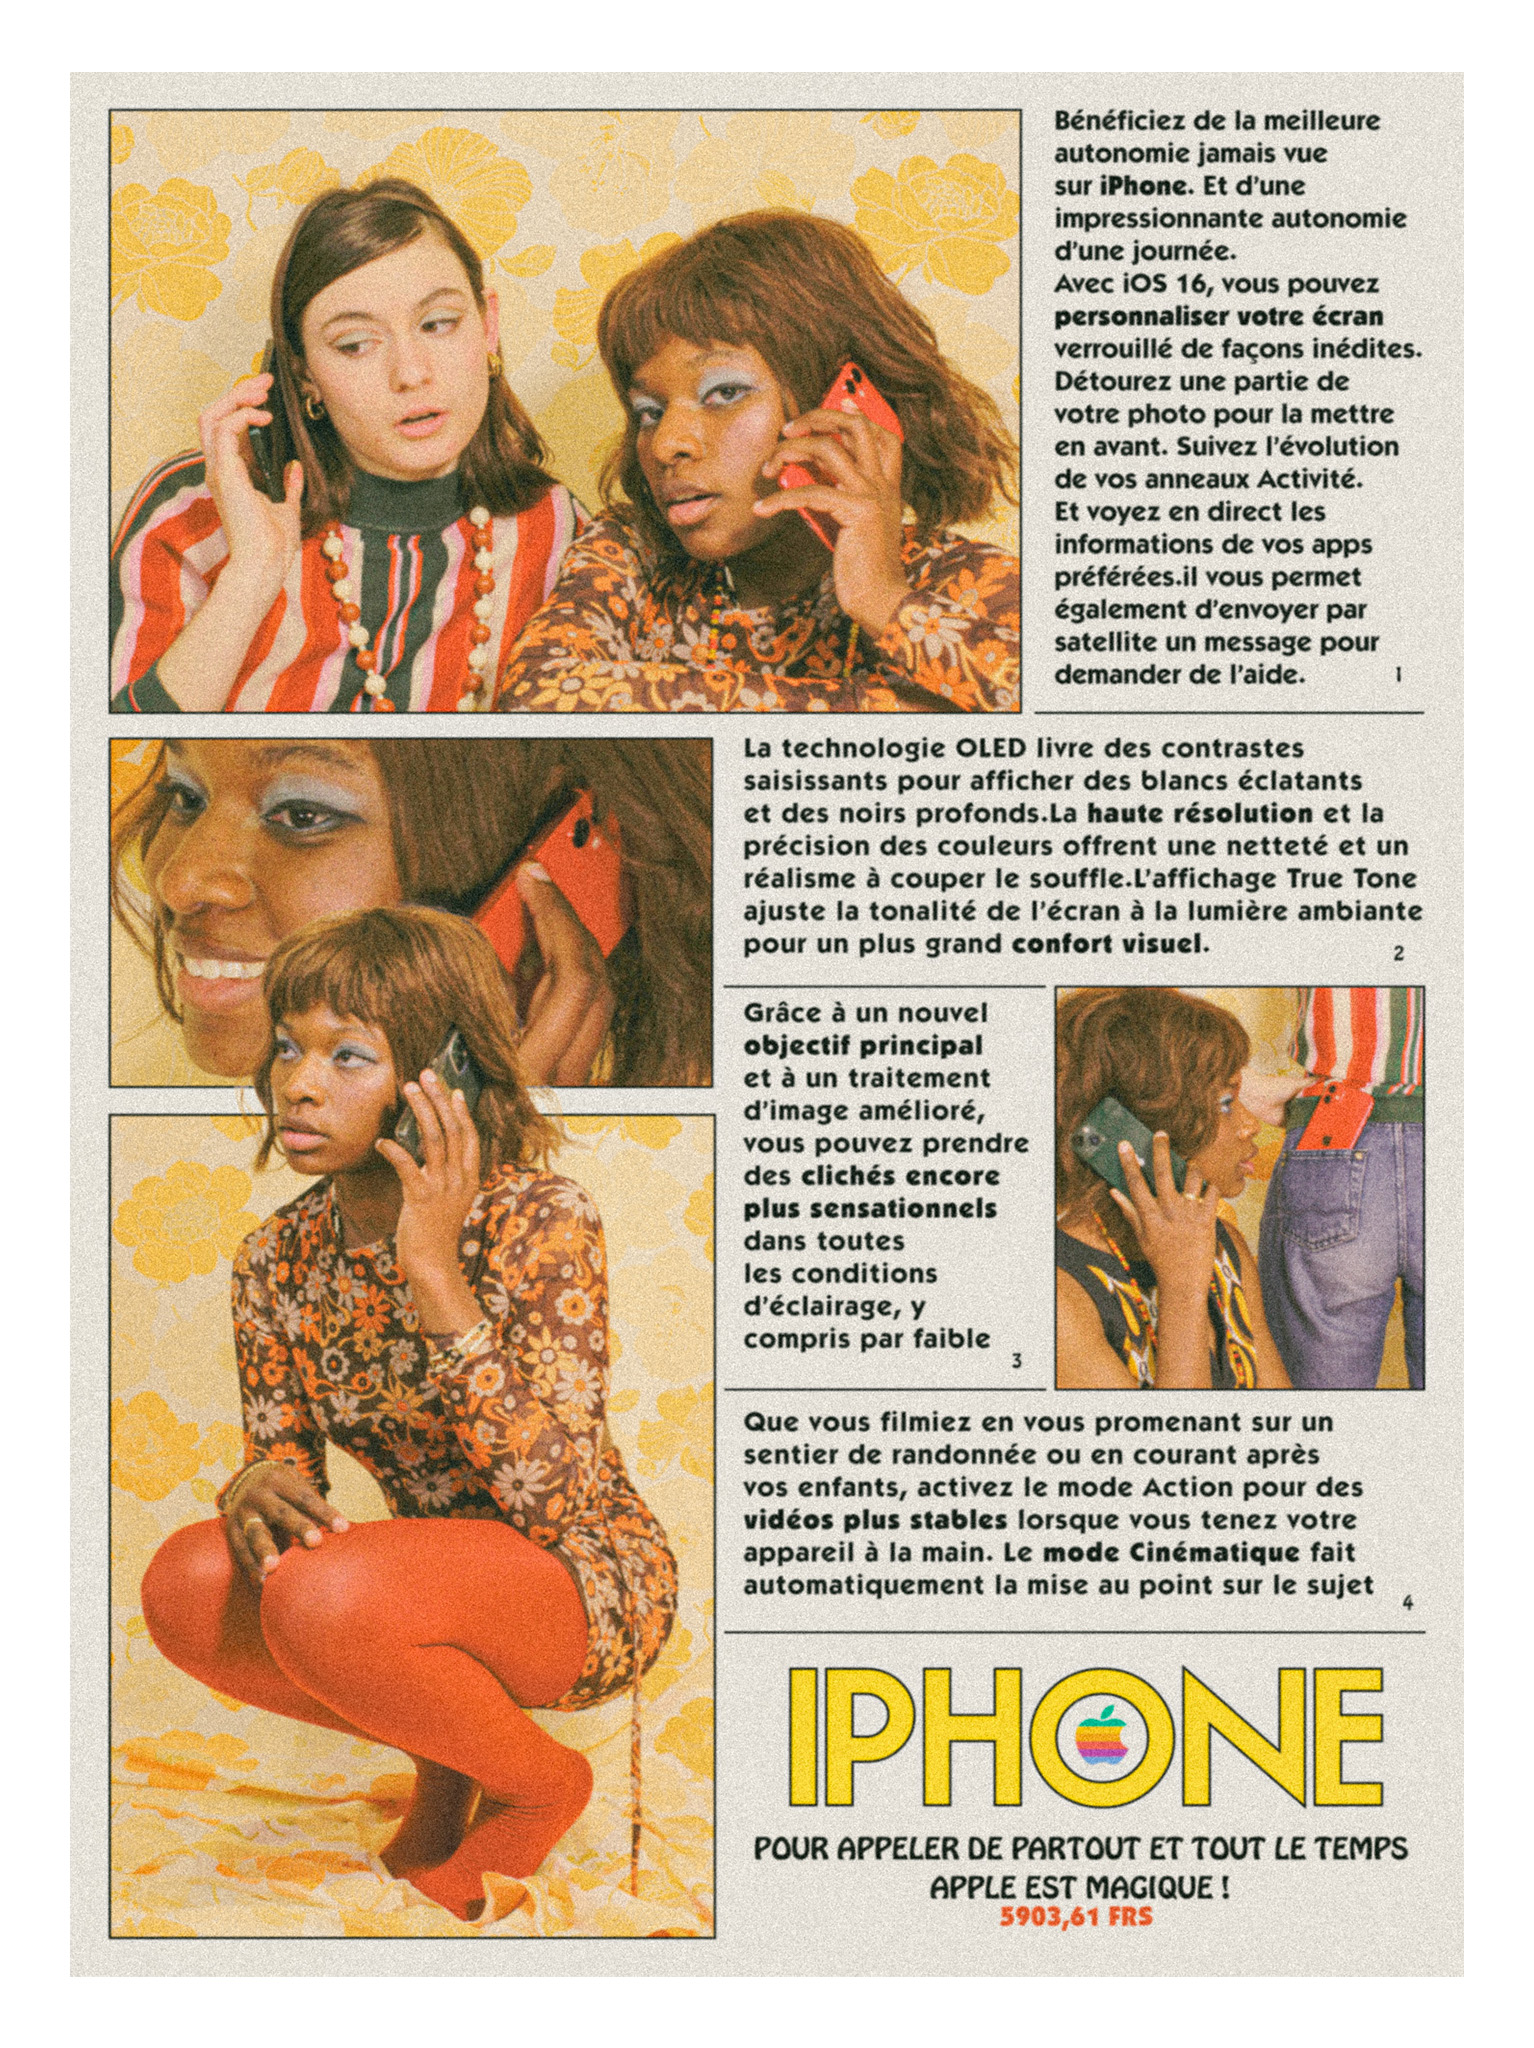 Bénéficiez de la meilleure
autonomie jamais vue
sur iPhone. Et d'une
impressionnante autonomie
d'une journée.
Avec iOS 16, vous pouvez
personnaliser votre écran
verrouillé de façons inédites.
Détourez une partie de
votre photo pour la mettre
en avant. Suivez l'évolution
de vos anneaux Activité.
Et voyez en direct les
informations de vos apps
préférées.il vous permet
également d'envoyer par
satellite un message pour
demander de l'aide.
1
La technologie OLED livre des contrastes
saisissants pour afficher des blancs éclatants
et des noirs profonds.La haute résolution et la
précision des couleurs offrent une netteté et un
réalisme à couper le souffle.L'affichage True Tone
ajuste la tonalité de l'écran à la lumière ambiante
pour un plus grand confort visuel.
2
Grâce à un nouvel
objectif principal
et à un traitement
d'image amélioré,
vous pouvez prendre
des clichés encore
plus sensationnels
dans toutes
les conditions
d'éclairage, y
compris par faible
3
Que vous filmiez en vous promenant sur un
sentier de randonnée ou en courant après
vos enfants, activez le mode Action pour des
vidéos plus stables lorsque vous tenez votre
appareil à la main. Le mode Cinématique fait
automatiquement la mise au point sur le sujet
4
IPHONE
POUR APPELER DE PARTOUT ET TOUT LE TEMPS
APPLE EST MAGIQUE !
5903,61 FRS